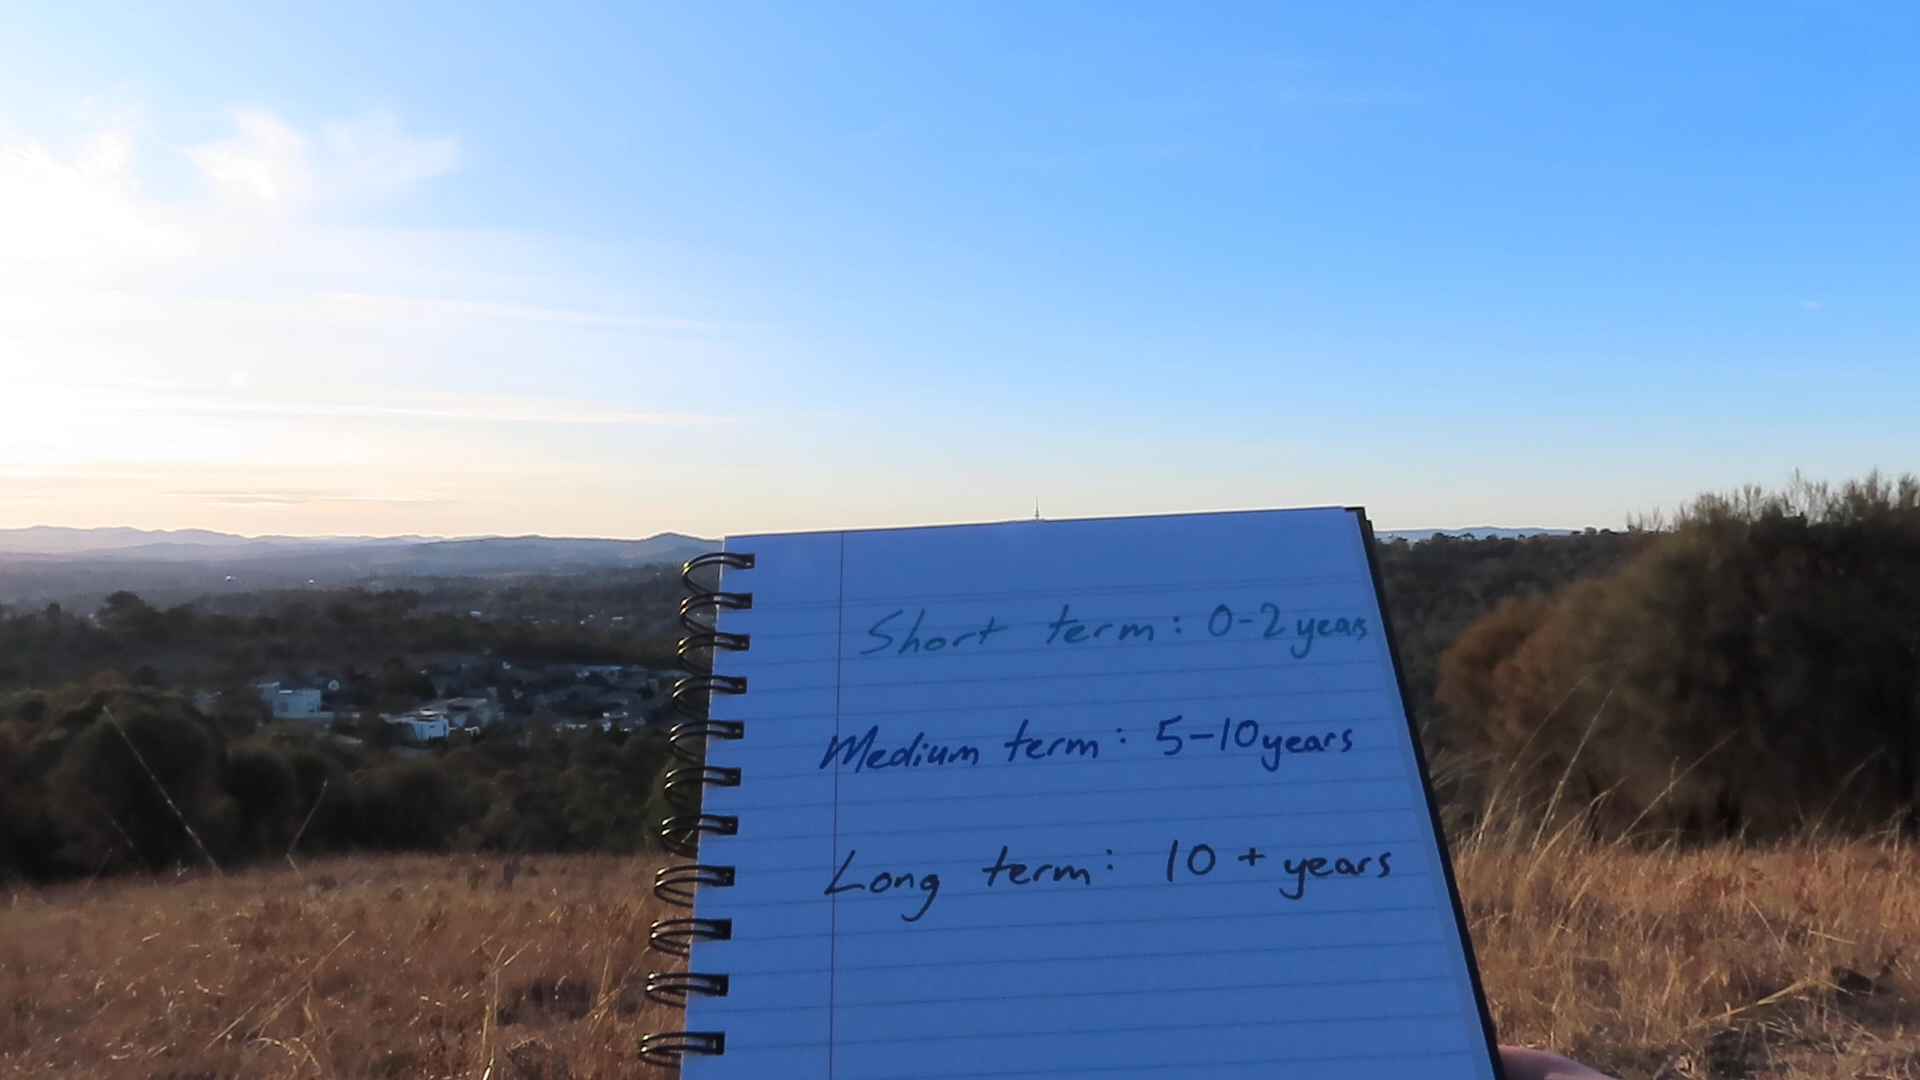 Short term: 0-2 years
Medium term: 5-10 years
Long term: 10 + years